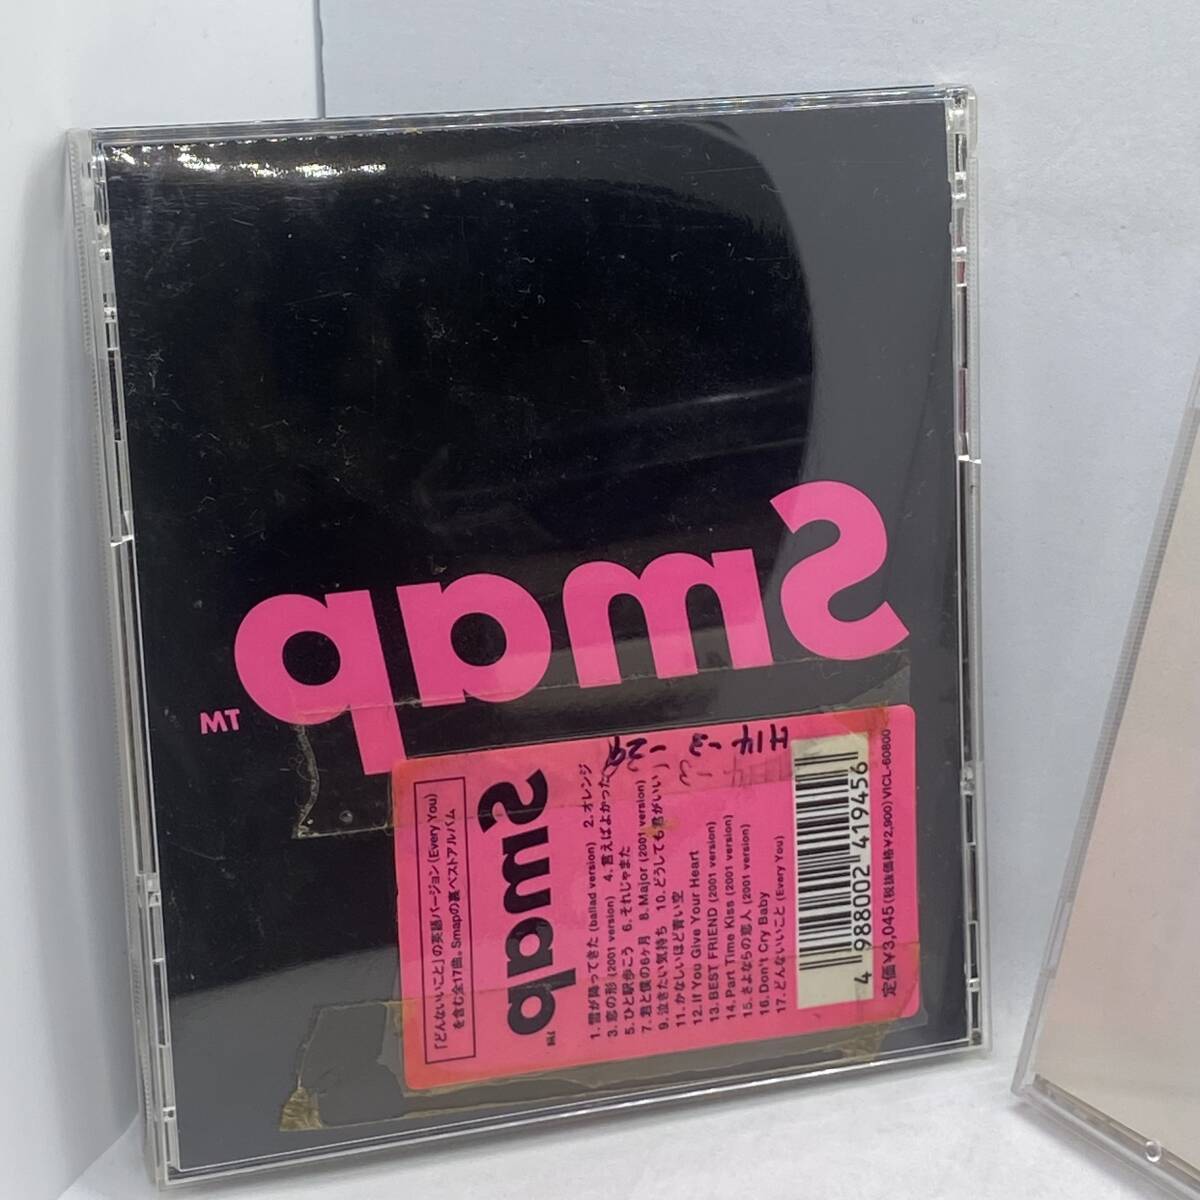 Smap
TM
「どんないいこと」の英語バージョン(Every You)
を含む全17曲。Smapの裏ベストアルバム
Smap
TM
1. 雪が降ってきた (ballad version) 2. オレンジ
3. 恋の形 (2001 version) 4. 言えばよかった
5. ひと駅歩こう 6. それじゃまた
7. 君と僕の6ヶ月 8. Major (2001 version)
9. 泣きたい気持ち 10. どうしても君がいい
11. かなしいほど青い空
12. If You Give Your Heart
13. BEST FRIEND (2001 version)
14. Part Time Kiss (2001 version)
15. さよならの恋人 (2001 version)
16. Don't Cry Baby
17. どんないいこと (Every You)
H14-3-29
4 988002 419456
定価¥3,045 (税抜価格¥2,900) VICL-60800